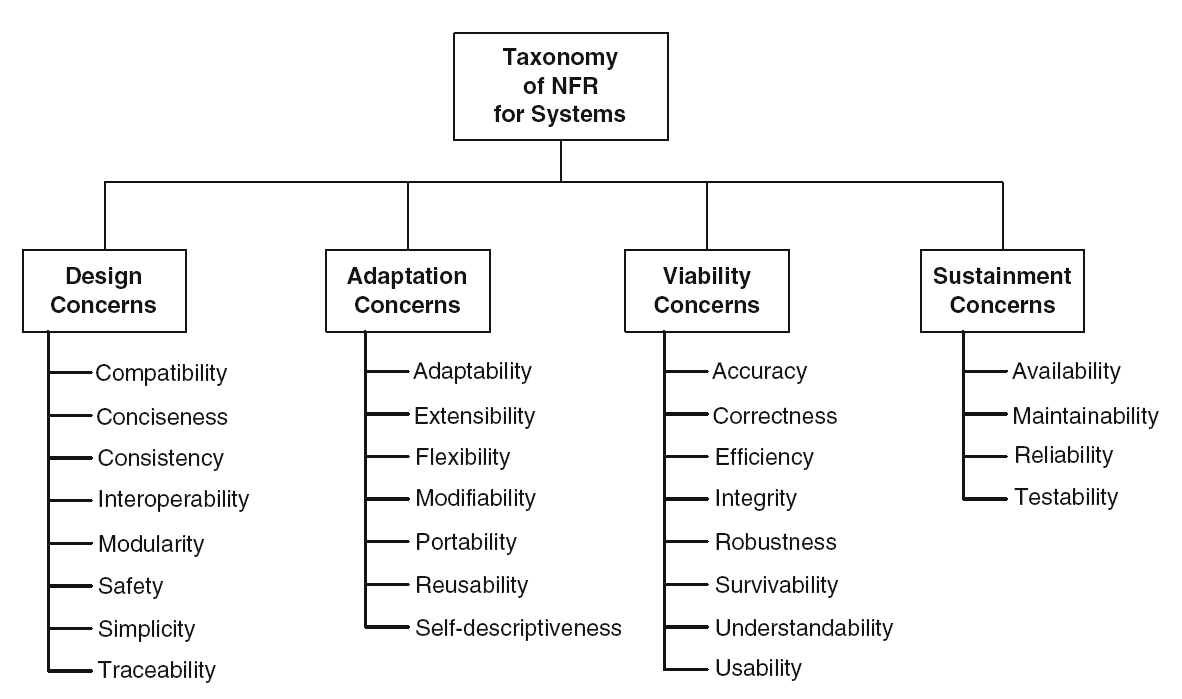 Taxonomy
of NFR
for Systems
Design
Concerns
Compatibility
Conciseness
Consistency
Interoperability
Modularity
Safety
Simplicity
Traceability
Adaptation
Concerns
Adaptability
Extensibility
Flexibility
Modifiability
Portability
Reusability
Self-descriptiveness
Viability
Concerns
Accuracy
Correctness
Efficiency
Integrity
Robustness
Survivability
Understandability
Usability
Sustainment
Concerns
Availability
Maintainability
Reliability
Testability